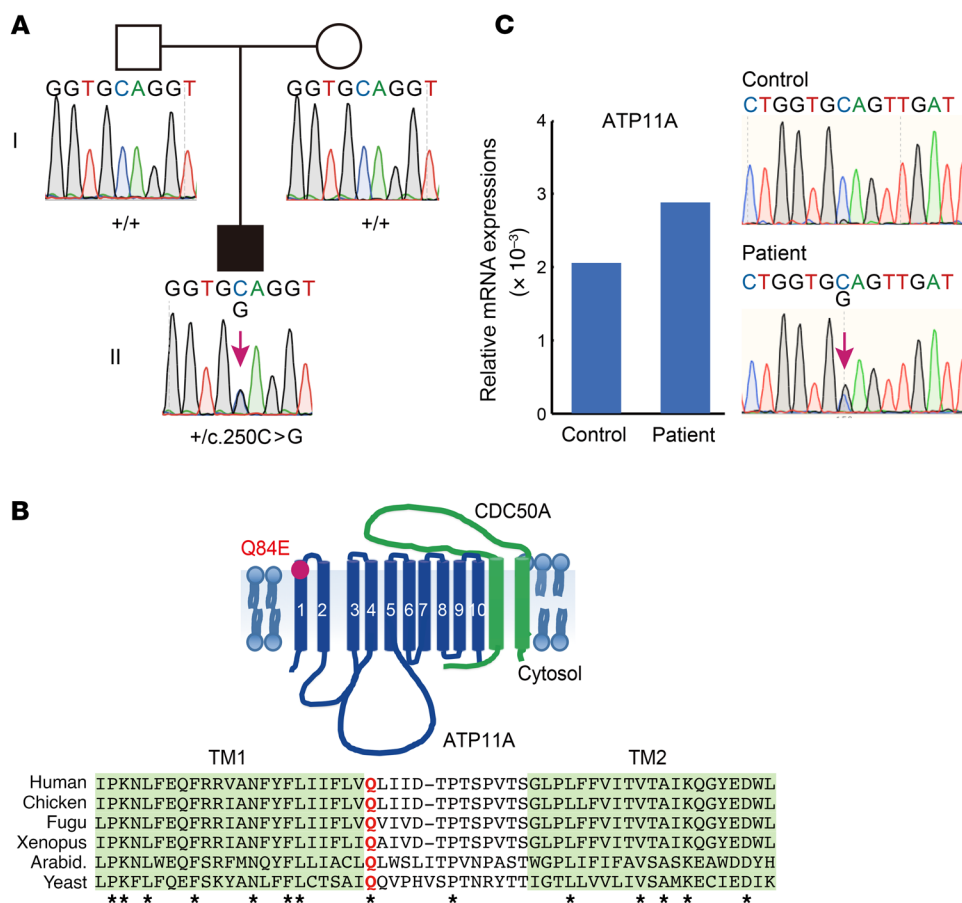 A
GGTGCAGGT
GGTGCAGGT
I
+/+
+/+
GGTGCAGGT
G
II
+/c.250C>G
C
ATP11A
Relative mRNA expressions
(× 10⁻³)
4
3
2
1
0
Control
Patient
Control
CTGGTGCAGTTGAT
Patient
CTGGTGCAGTTGAT
G
B
CDC50A
Q84E
1 2 3 4 5 6 7 8 9 10
Cytosol
ATP11A
TM1
TM2
Human IPKNLFEQFRRVANFYFLIIFLVQLIID-TPTSPVTSGLPLFFVITVTAIKQGYEDWL
Chicken IPKNLFEQFRRIANFYFLIIFLVQLIID-TPTSPVTSGLPLLFVITVTAIKQGYEDWL
Fugu LPKNLFEQFRRIANFYFLIIFLVQVIVD-TPTSPVTSGLPLFFVITVTAIKQGYEDWL
Xenopus IPKNLFEQFRRIANFYFLIIFLIQAIVD-TPTSPVTSGLPLFFVITVTAIKQGYEDWL
Arabid. LPKNLWEQFSRFMNQYFLLIACLQLWSLITPVNPASTWGPLIFIFAVSASKEAWDDYH
Yeast LPKFLFQEFSKYANLFFLCTSAIQQVPHVSPTNRYTTIGTLLVVLIVSAMKECIEDIK
** * * * ** * * * * * * *